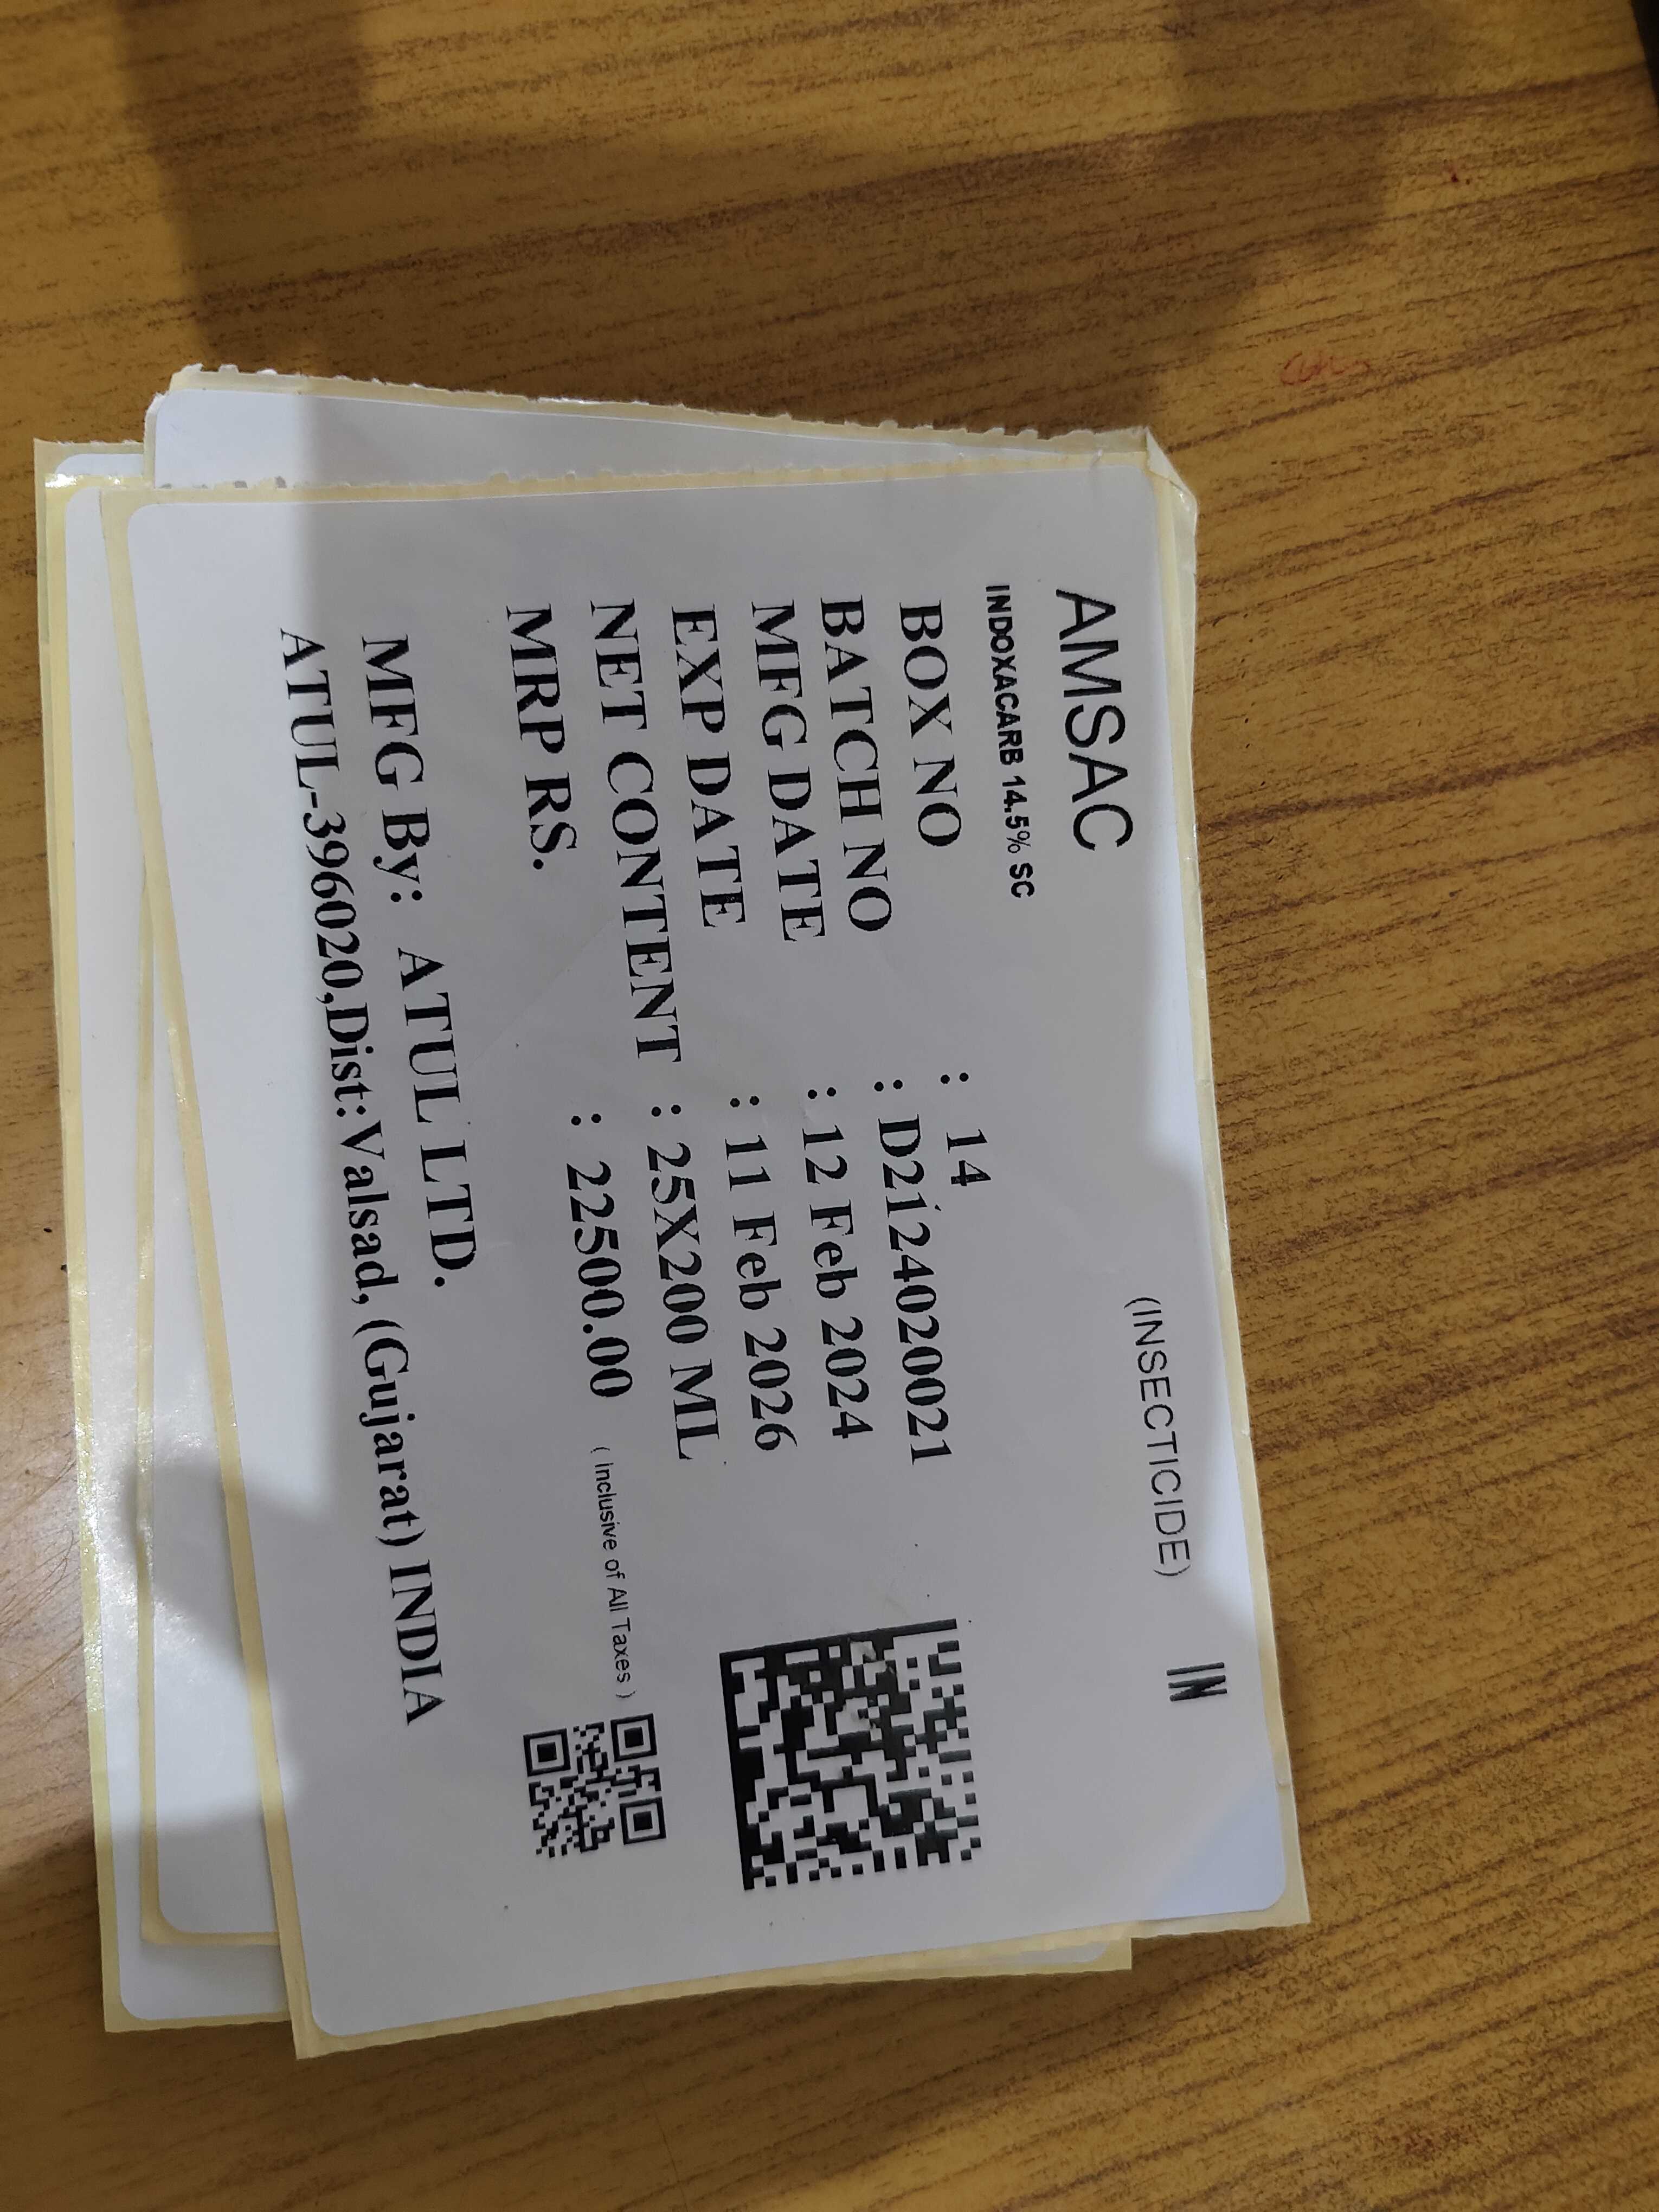 AMSAC (INSECTICIDE) IN
INDOXACARB 14.5% SC
BOX NO : 14
BATCH NO : D2124020021
MFG DATE : 12 Feb 2024
EXP DATE : 11 Feb 2026
NET CONTENT : 25X200 ML
MRP RS. : 22500.00 ( Inclusive of All Taxes )
MFG By: ATUL LTD.
ATUL-396020,Dist:Valsad, (Gujarat) INDIA